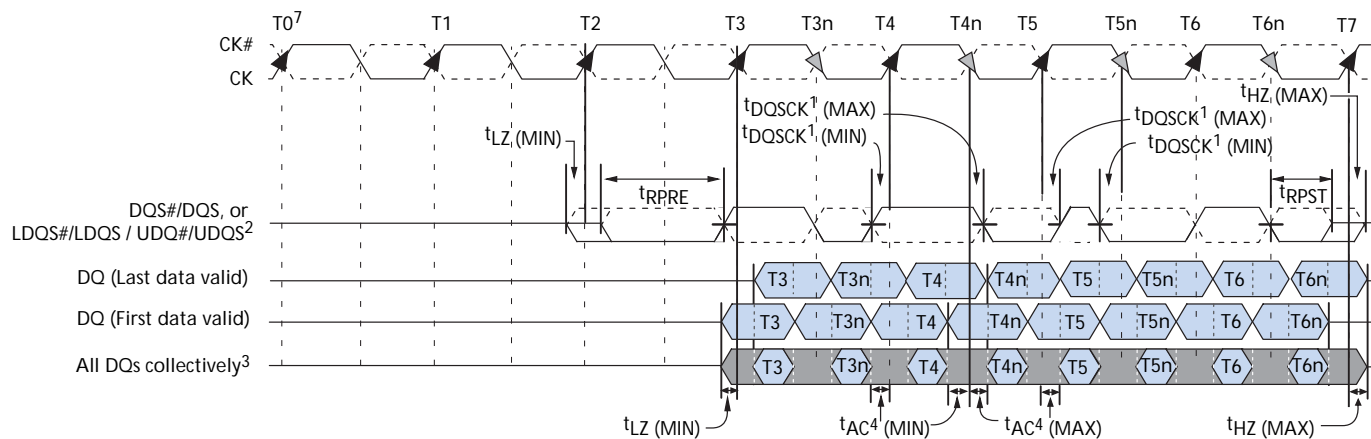 T0⁷ T1 T2 T3 T3n T4 T4n T5 T5n T6 T6n T7
CK#
CK
tHZ (MAX)
tDQSCK¹ (MAX)
tDQSCK¹ (MIN)
tDQSCK¹ (MAX)
tDQSCK¹ (MIN)
tLZ (MIN)
tRPRE
tRPST
DQS#/DQS, or
LDQS#/LDQS / UDQ#/UDQS²
DQ (Last data valid) T3 T3n T4 T4n T5 T5n T6 T6n
DQ (First data valid) T3 T3n T4 T4n T5 T5n T6 T6n
All DQs collectively³ T3 T3n T4 T4n T5 T5n T6 T6n
tLZ (MIN) tAC⁴ (MIN) tAC⁴ (MAX) tHZ (MAX)